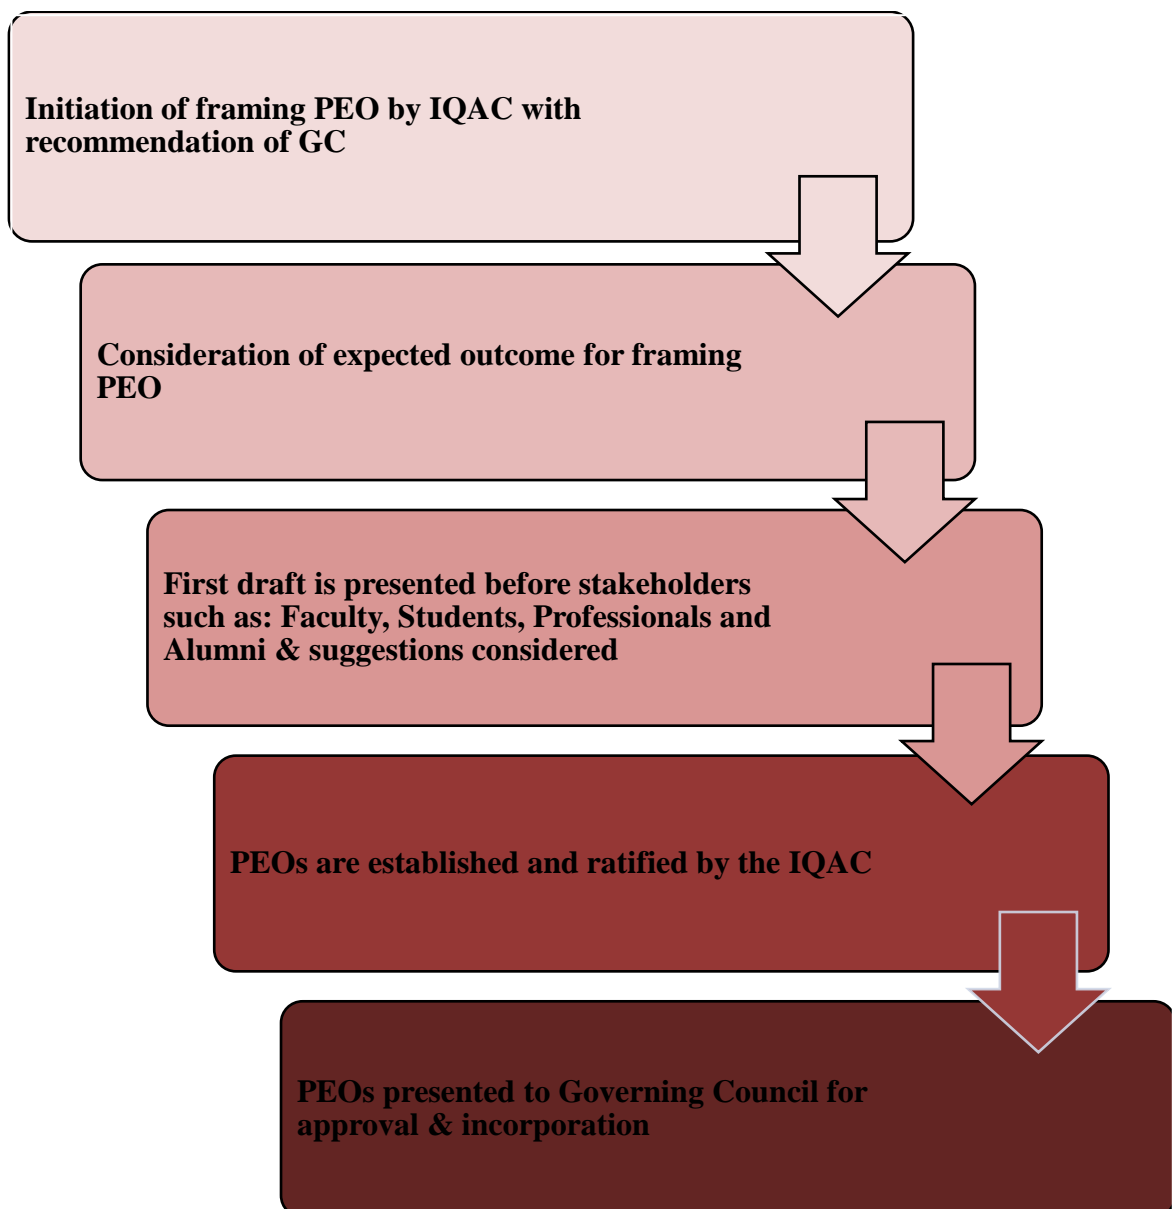 Initiation of framing PEO by IQAC with
recommendation of GC
Consideration of expected outcome for framing
PEO
First draft is presented before stakeholders
such as: Faculty, Students, Professionals and
Alumni & suggestions considered
PEOs are established and ratified by the IQAC
PEOs presented to Governing Council for
approval & incorporation